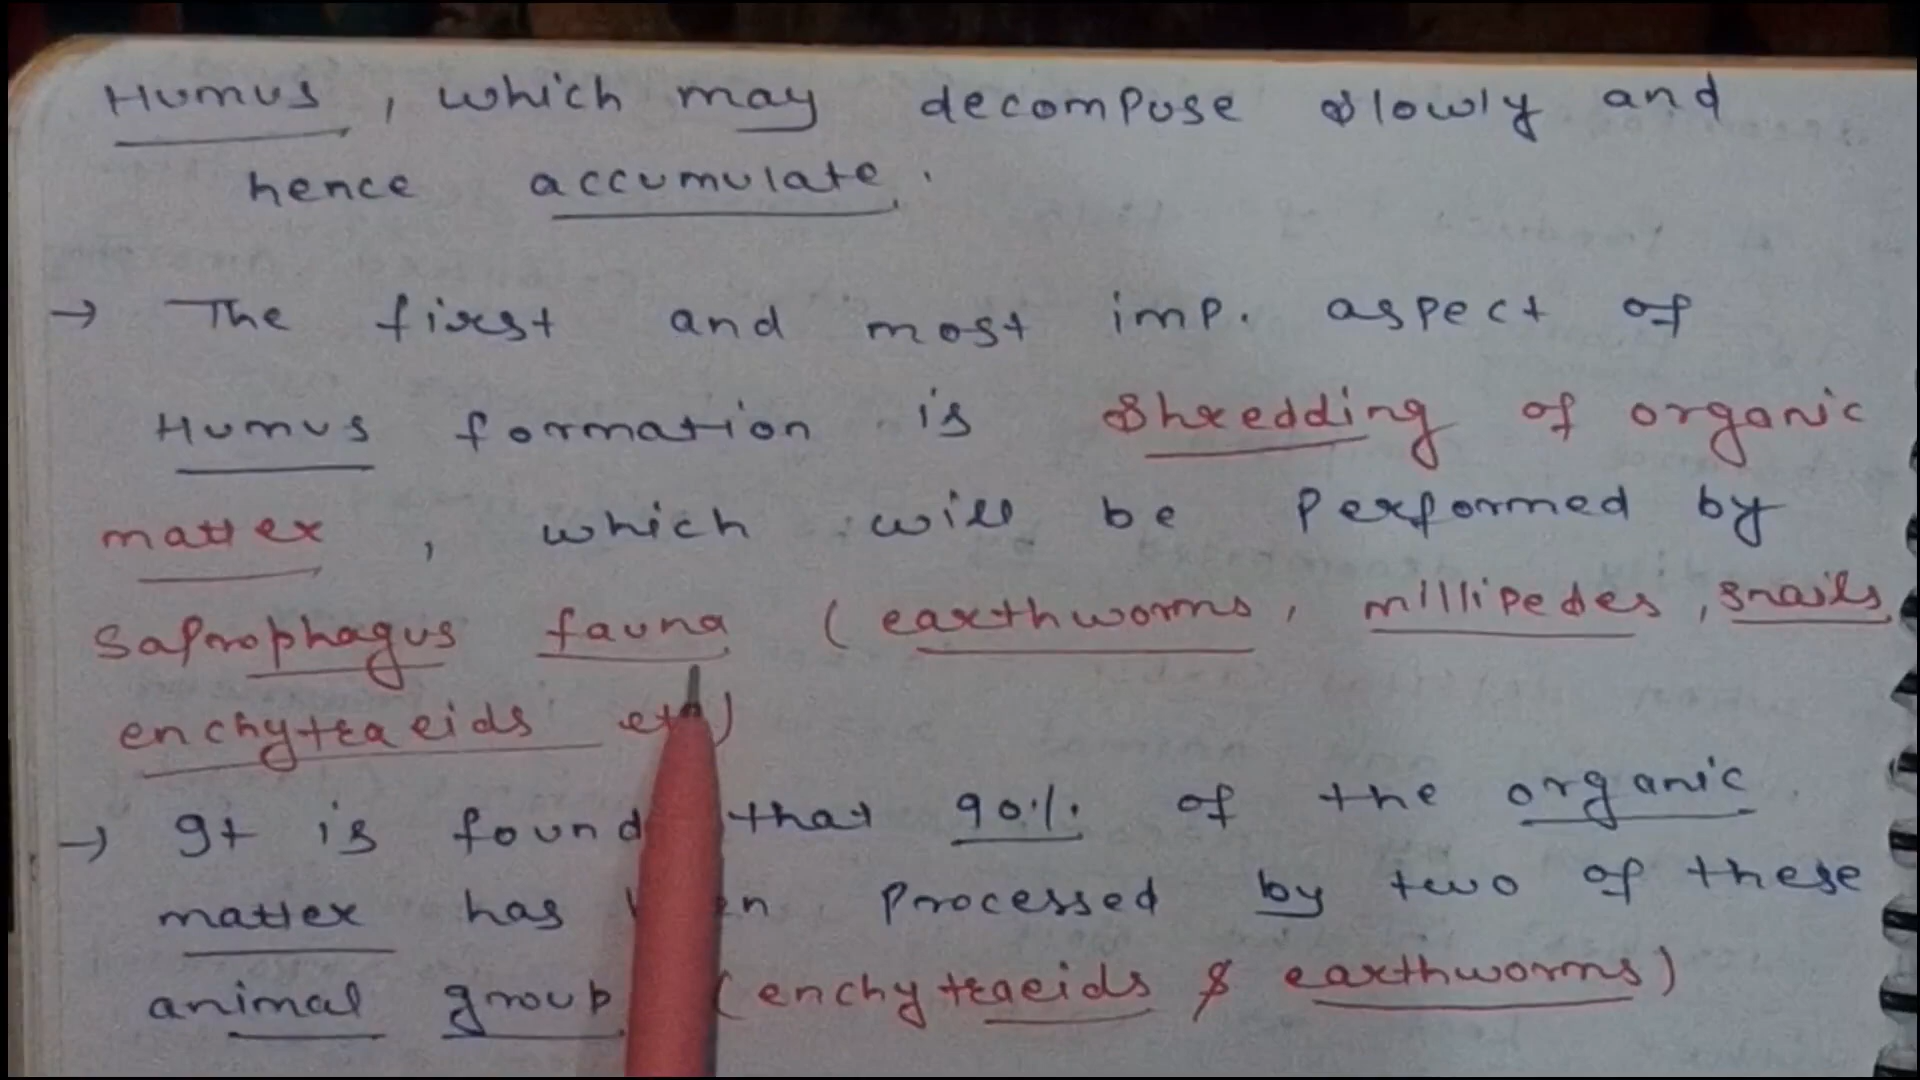 Humus, which may decompose slowly and
hence accumulate.
→ The first and most imp. aspect of
Humus formation is Shredding of organic
matter, which will be performed by
Saprophagus fauna (earthworms, millipedes, snails,
enchytraeids etc)
→ It is found that 90% of the organic
matter has been processed by two of these
animal group (enchytraeids & earthworms)